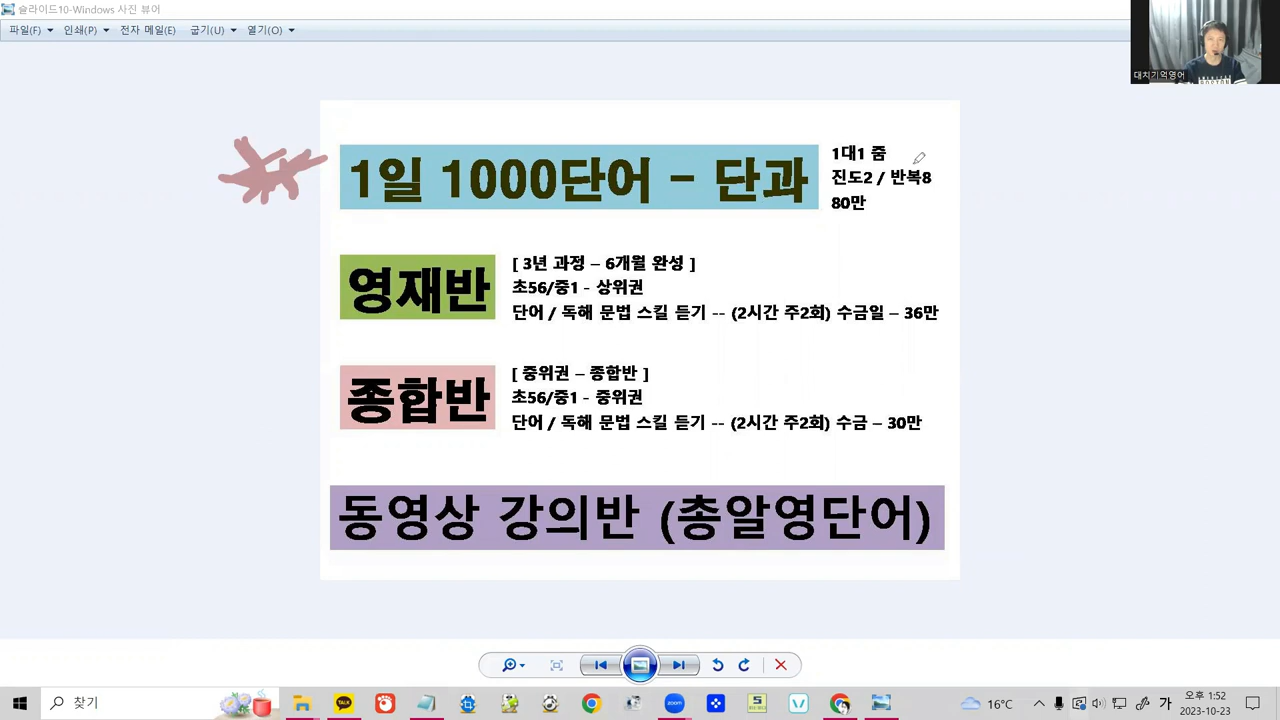 슬라이드10-Windows 사진 뷰어
파일(F) 인쇄(P) 전자 메일(E) 굽기(U) 열기(O)
대치기억영어
1일 1000단어 – 단과
1대1 줌
진도2 / 반복8
80만
영재반
[ 3년 과정 – 6개월 완성 ]
초56/중1 - 상위권
단어 / 독해 문법 스킬 듣기 -- (2시간 주2회) 수금일 – 36만
종합반
[ 중위권 – 종합반 ]
초56/중1 - 중위권
단어 / 독해 문법 스킬 듣기 -- (2시간 주2회) 수금 – 30만
동영상 강의반 (총알영단어)
찾기
TALK
zoom
16°C
가
오후 1:52
2023-10-23